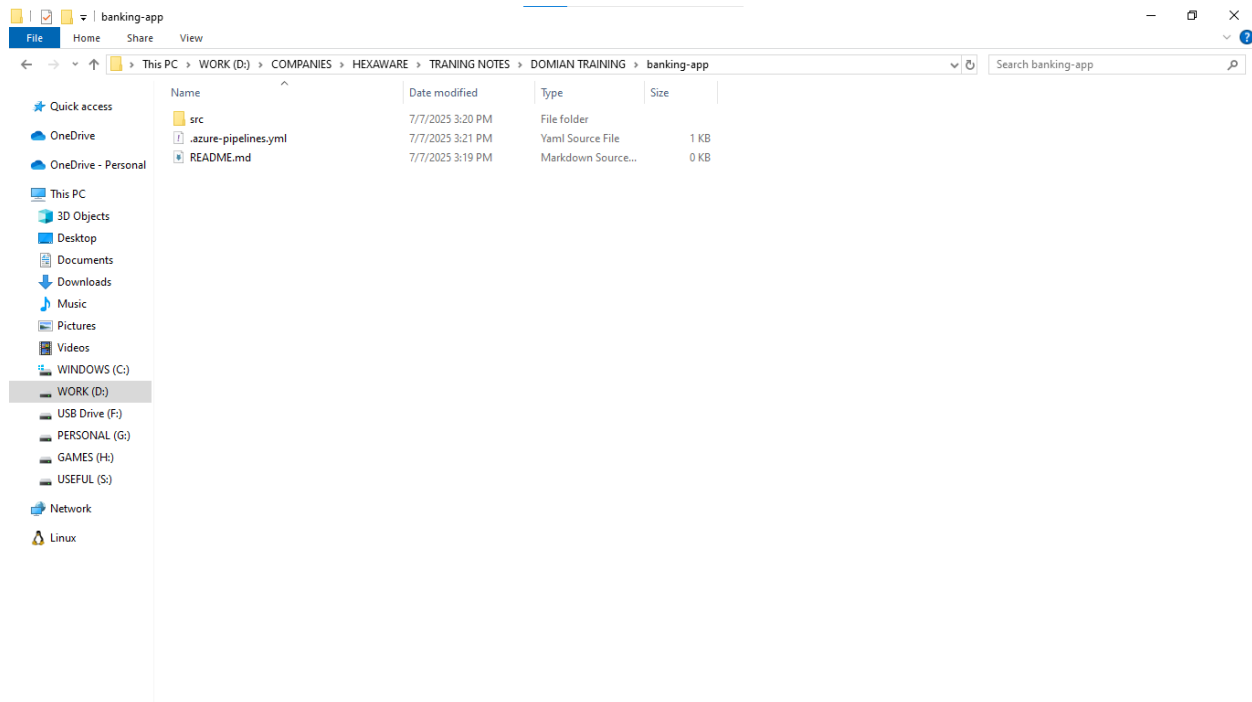 banking-app
File Home Share View
This PC > WORK (D:) > COMPANIES > HEXAWARE > TRANING NOTES > DOMIAN TRAINING > banking-app
Search banking-app
Name Date modified Type Size
src 7/7/2025 3:20 PM File folder
.azure-pipelines.yml 7/7/2025 3:21 PM Yaml Source File 1 KB
README.md 7/7/2025 3:19 PM Markdown Source... 0 KB
Quick access
OneDrive
OneDrive - Personal
This PC
3D Objects
Desktop
Documents
Downloads
Music
Pictures
Videos
WINDOWS (C:)
WORK (D:)
USB Drive (F:)
PERSONAL (G:)
GAMES (H:)
USEFUL (S:)
Network
Linux